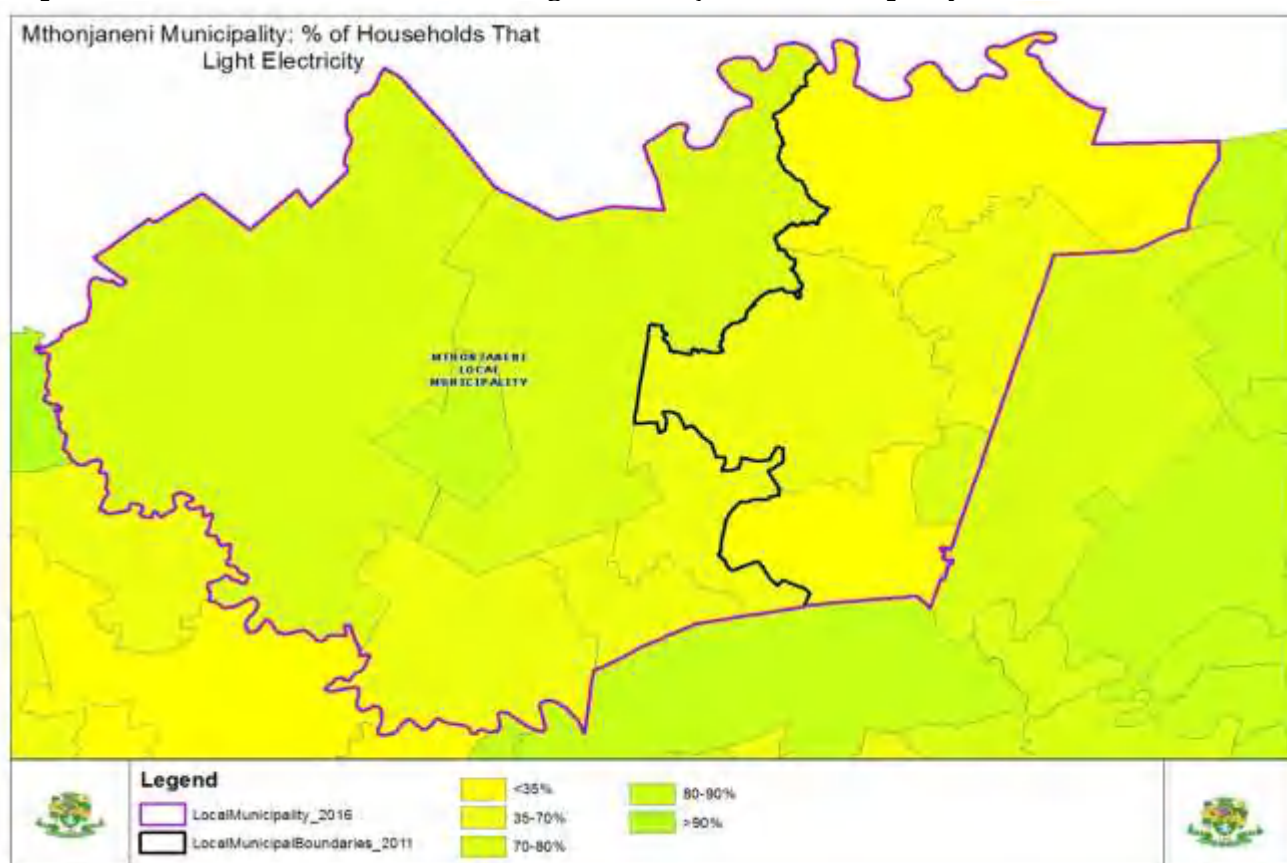 Mthonjaneni Municipality: % of Households That
Light Electricity
MTHONJANENI
LOCAL
MUNICIPALITY
Legend
LocalMunicipality_2016
LocalMunicipalBoundaries_2011
<35%
35-70%
70-80%
80-90%
>90%